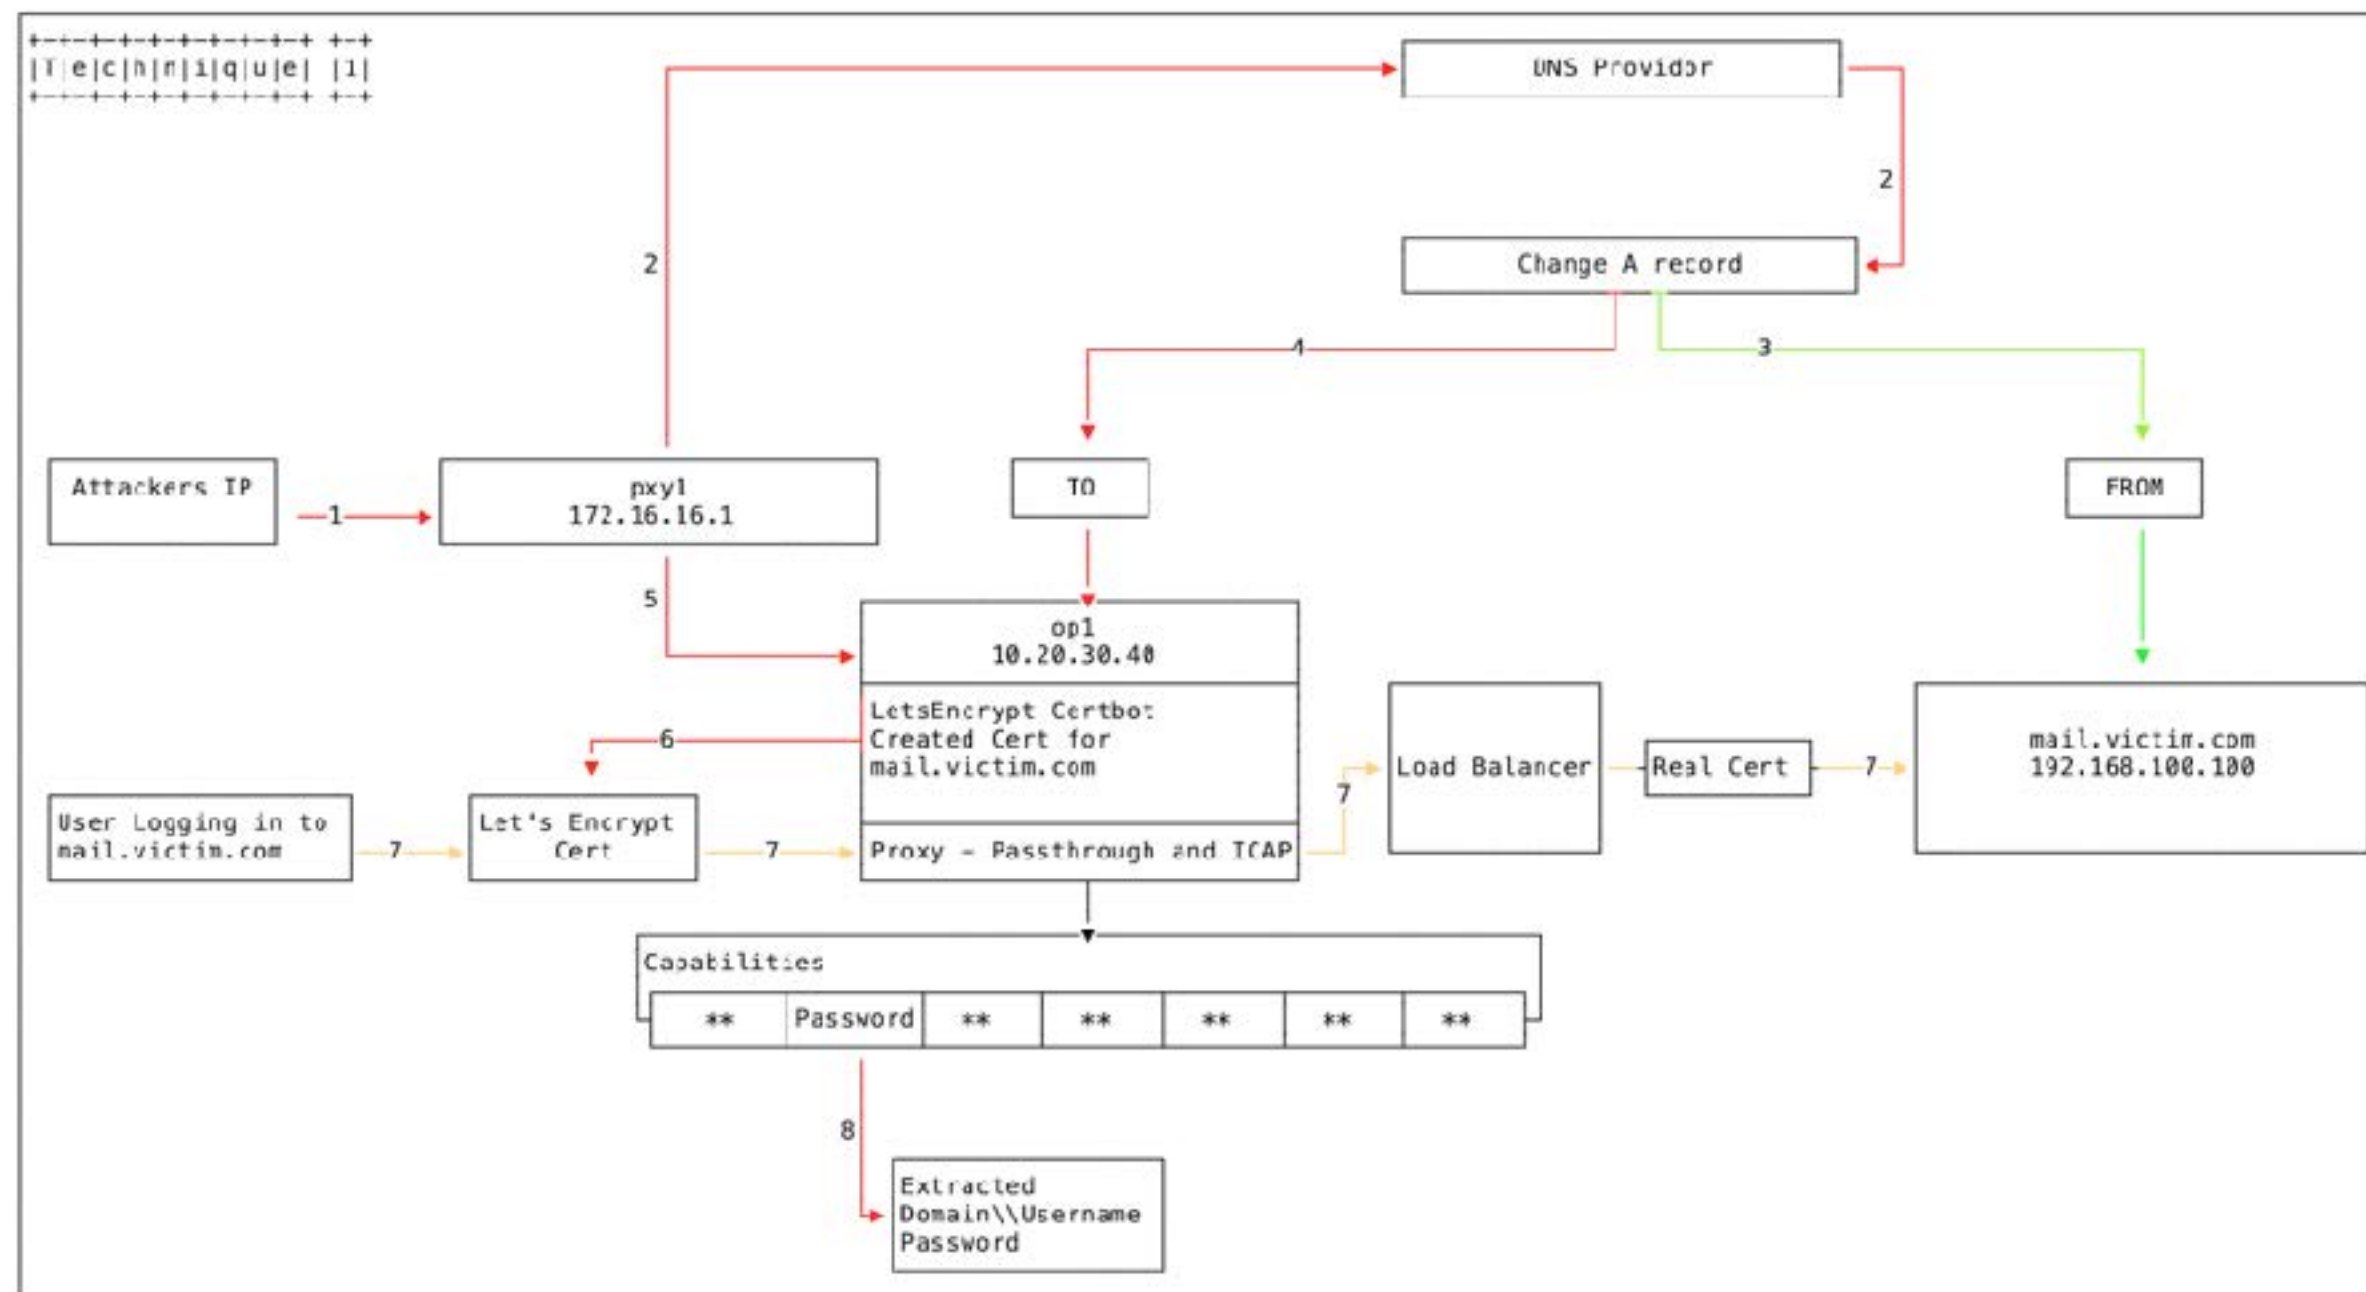 +-+-+-+-+-+-+-+-+-+ +-+
|T|e|c|h|n|i|q|u|e| |1|
+-+-+-+-+-+-+-+-+-+ +-+
DNS Providor
2
2
Change A record
4
3
Attackers IP
1
pxy1
172.16.16.1
TO
FROM
5
op1
10.20.30.40
LetsEncrypt Certbot
Created Cert for
mail.victim.com
6
Load Balancer
Real Cert
7
mail.victim.com
192.168.100.100
7
User Logging in to
mail.victim.com
7
Let's Encrypt
Cert
7
Proxy - Passthrough and ICAP
Capabilities
** Password ** ** ** ** **
8
Extracted
Domain\\Username
Password